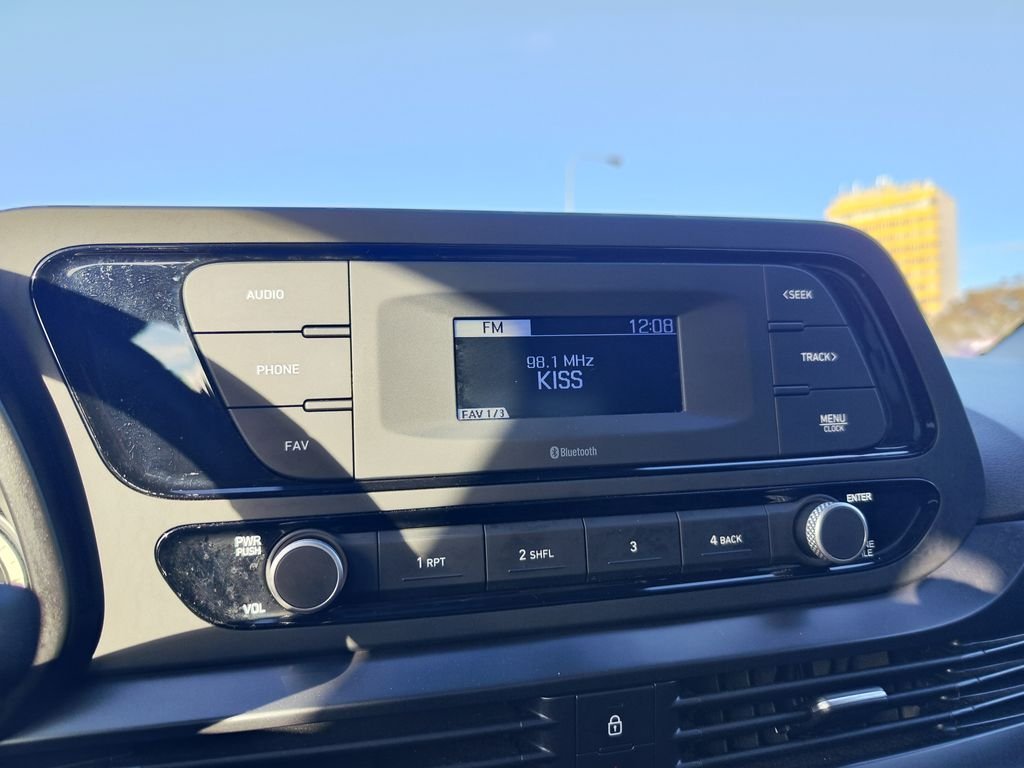 AUDIO
PHONE
FAV
FM 12:08
98.1 MHz
KISS
FAV 1/3
Bluetooth
<SEEK
TRACK>
MENU
CLOCK
PWR
PUSH
VOL
1 RPT
2 SHFL
3
4 BACK
ENTER